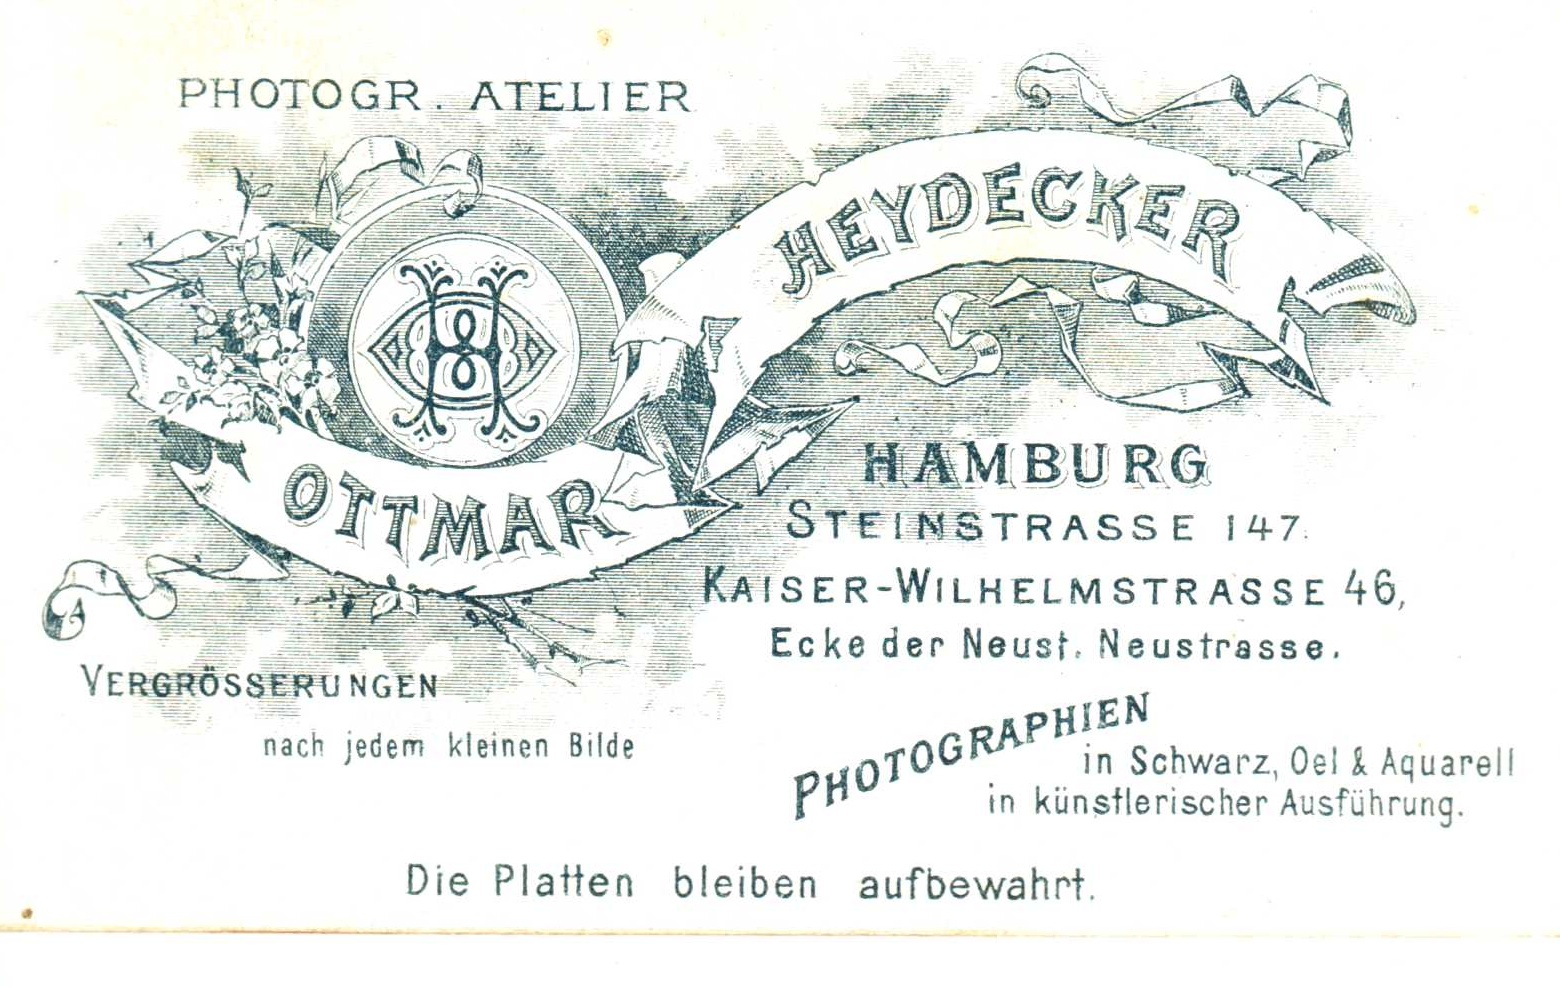 PHOTOGR. ATELIER
OTTMAR
HEYDECKER
HAMBURG
STEINSTRASSE 147.
KAISER-WILHELMSTRASSE 46,
Ecke der Neust. Neustrasse.
VERGRÖSSERUNGEN
nach jedem kleinen Bilde
PHOTOGRAPHIEN
in Schwarz, Oel & Aquarell
in künstlerischer Ausführung.
Die Platten bleiben aufbewahrt.